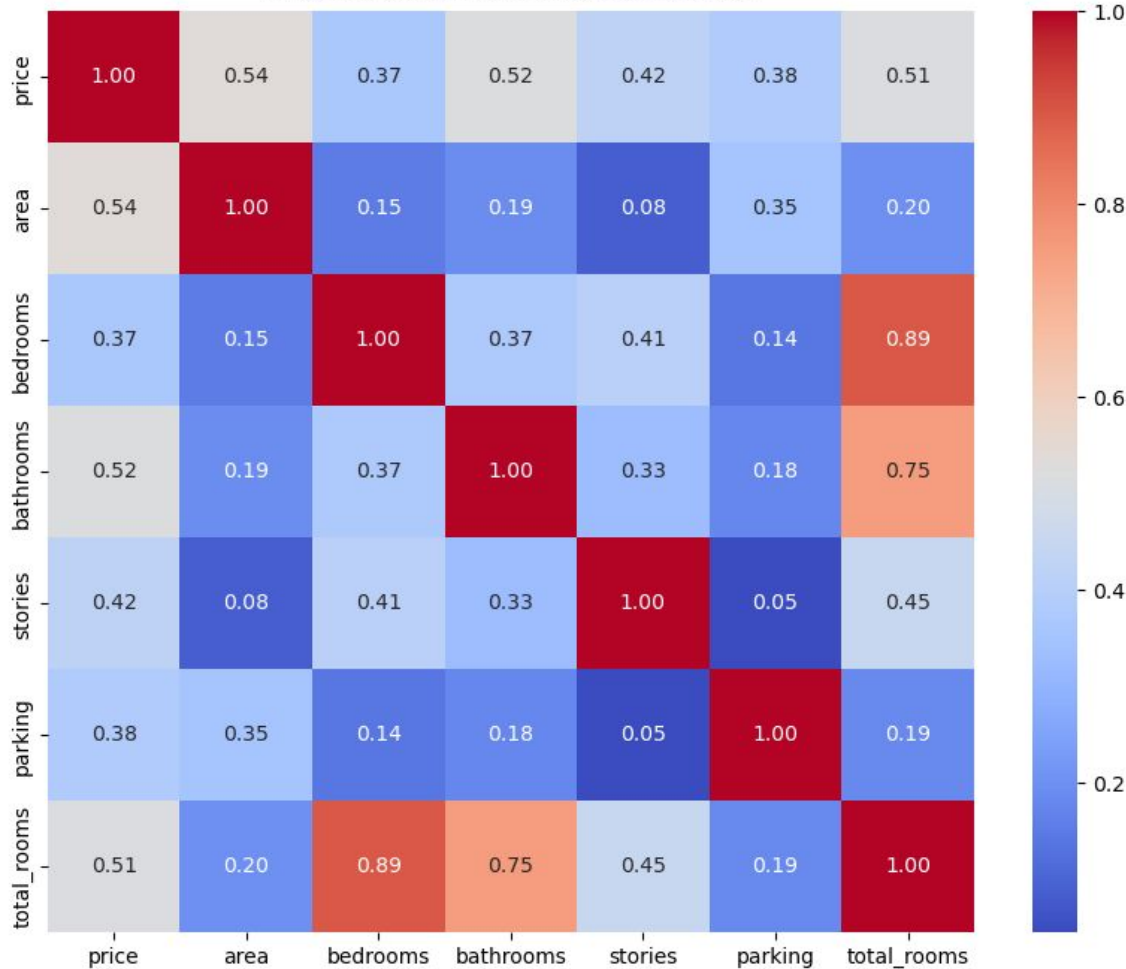 1.0
price 1.00 0.54 0.37 0.52 0.42 0.38 0.51
area 0.54 1.00 0.15 0.19 0.08 0.35 0.20
0.8
bedrooms 0.37 0.15 1.00 0.37 0.41 0.14 0.89
0.6
bathrooms 0.52 0.19 0.37 1.00 0.33 0.18 0.75
stories 0.42 0.08 0.41 0.33 1.00 0.05 0.45
0.4
parking 0.38 0.35 0.14 0.18 0.05 1.00 0.19
0.2
total_rooms 0.51 0.20 0.89 0.75 0.45 0.19 1.00
price area bedrooms bathrooms stories parking total_rooms